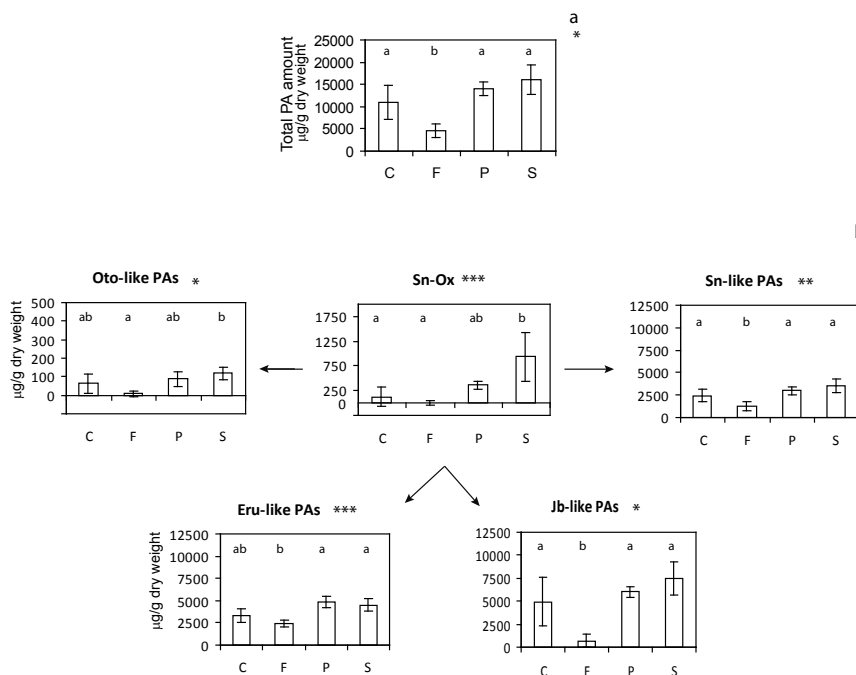 a
*
Total PA amount
µg/g dry weight
25000
20000
15000
10000
5000
0
a b a a
C F P S
Oto-like PAs *
µg/g dry weight
500
400
300
200
100
0
ab a ab b
C F P S
Sn-Ox ***
1750
1250
750
250
0
a a ab b
C F P S
Sn-like PAs **
12500
10000
7500
5000
2500
0
a b a a
C F P S
Eru-like PAs ***
µg/g dry weight
12500
10000
7500
5000
2500
0
ab b a a
C F P S
Jb-like PAs *
12500
10000
7500
5000
2500
0
a b a a
C F P S